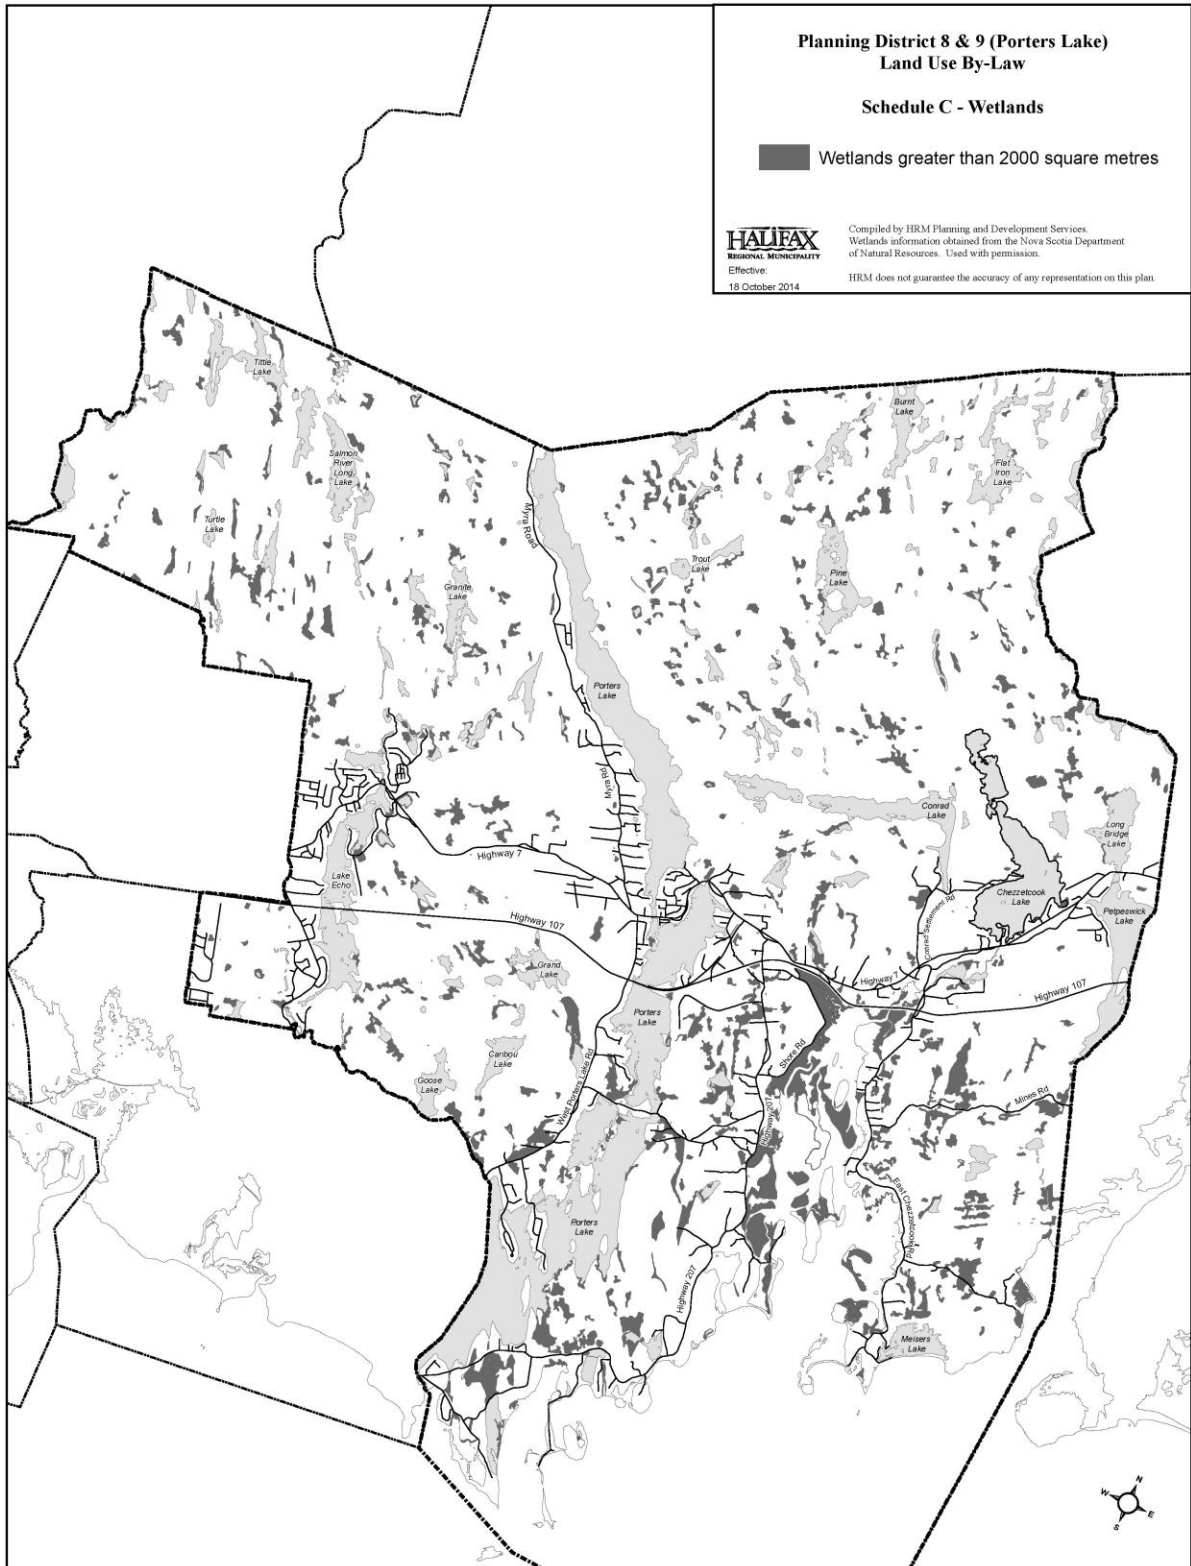 Planning District 8 & 9 (Porters Lake)
Land Use By-Law
Schedule C - Wetlands
Wetlands greater than 2000 square metres
HALIFAX
REGIONAL MUNICIPALITY
Effective:
18 October 2014
Compiled by HRM Planning and Development Services.
Wetlands information obtained from the Nova Scotia Department
of Natural Resources. Used with permission.
HRM does not guarantee the accuracy of any representation on this plan.
Tittle
Lake
Burnt
Lake
Salmon
River
Long
Lake
Flat
Iron
Lake
Turtle
Lake
Myra Road
Trout
Lake
Pine
Lake
Granite
Lake
Porters
Lake
Myra Rd
Conrad
Lake
Long
Bridge
Lake
Highway 7
Lake
Echo
Chezzetcook
Lake
Conrad Settlement Rd
Petpeswick
Lake
Highway 107
Grand
Lake
Highway 7
Highway 107
Porters
Lake
Shore Rd
Caribou
Lake
Goose
Lake
West Porters Lake Rd
Mines Rd
Highway 207
East Chezzetcook Rd
Porters
Lake
Highway 207
Meisers
Lake
N
W
E
S